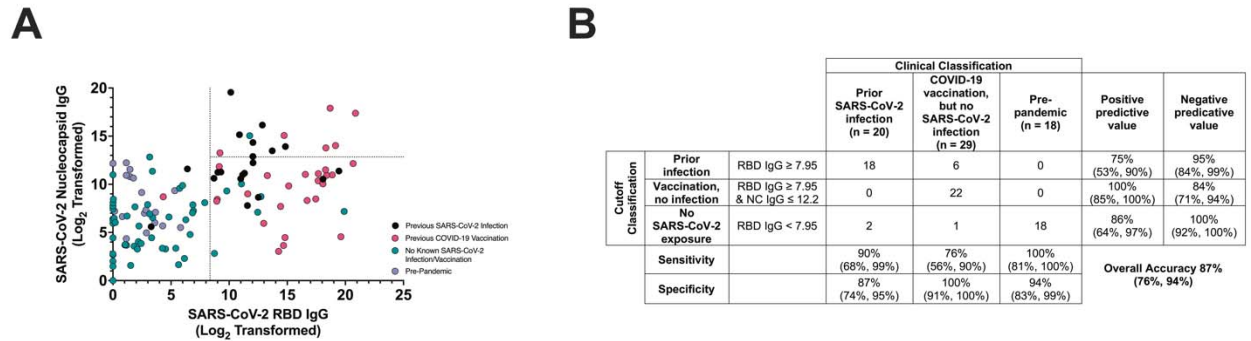 A
B
SARS-CoV-2 Nucleocapsid IgG
(Log2 Transformed)
20
15
10
5
0
0
5
10
15
20
25
SARS-CoV-2 RBD IgG
(Log2 Transformed)
Previous SARS-CoV-2 Infection
Previous COVID-19 Vaccination
No Known SARS-CoV-2
Infection/Vaccination
Pre-Pandemic
Clinical Classification
Prior
SARS-CoV-2
infection
(n = 20)
COVID-19
vaccination,
but no
SARS-CoV-2
infection
(n = 29)
Pre-
pandemic
(n = 18)
Positive
predictive
value
Negative
predicative
value
Cutoff
Classification
Prior
infection
RBD IgG ≥ 7.95
18
6
0
75%
(53%, 90%)
95%
(84%, 99%)
Vaccination,
no infection
RBD IgG ≥ 7.95
& NC IgG ≤ 12.2
0
22
0
100%
(85%, 100%)
84%
(71%, 94%)
No
SARS-CoV-2
exposure
RBD IgG < 7.95
2
1
18
86%
(64%, 97%)
100%
(92%, 100%)
Sensitivity
90%
(68%, 99%)
76%
(56%, 90%)
100%
(81%, 100%)
Overall Accuracy 87%
(76%, 94%)
Specificity
87%
(74%, 95%)
100%
(91%, 100%)
94%
(83%, 99%)